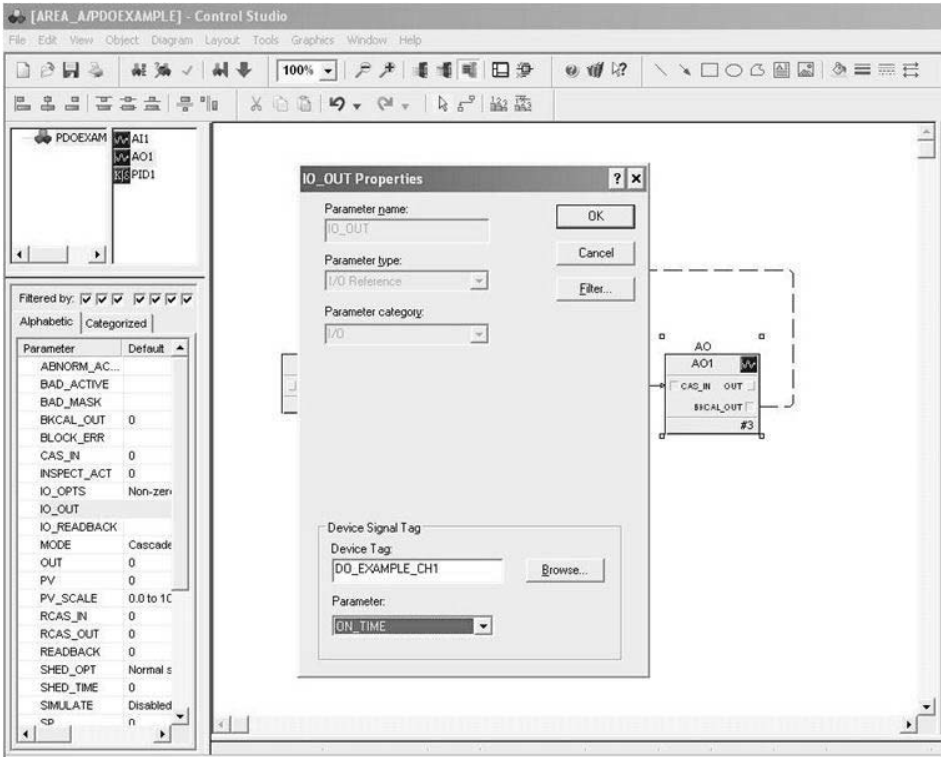 [AREA_A/PDOEXAMPLE] - Control Studio
File Edit View Object Diagram Layout Tools Graphics Window Help
100%
PDOEXAM
AI1
AO1
PID1
Filtered by:
Alphabetic Categorized
Parameter Default
ABNORM_AC...
BAD_ACTIVE
BAD_MASK
BKCAL_OUT 0
BLOCK_ERR
CAS_IN 0
INSPECT_ACT 0
IO_OPTS Non-zer
IO_OUT
IO_READBACK
MODE Cascade
OUT 0
PV 0
PV_SCALE 0.0 to 10
RCAS_IN 0
RCAS_OUT 0
READBACK 0
SHED_OPT Normal s
SHED_TIME 0
SIMULATE Disabled
SP 0
IO_OUT Properties
Parameter name:
IO_OUT
Parameter type:
I/O Reference
Parameter category:
I/O
OK
Cancel
Filter...
Device Signal Tag
Device Tag:
DO_EXAMPLE_CH1
Browse...
Parameter:
ON_TIME
AO
AO1
CAS_IN OUT
BKCAL_OUT
#3